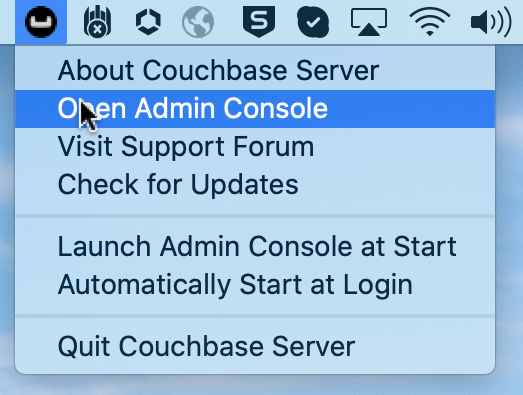 About Couchbase Server
Open Admin Console
Visit Support Forum
Check for Updates
Launch Admin Console at Start
Automatically Start at Login
Quit Couchbase Server